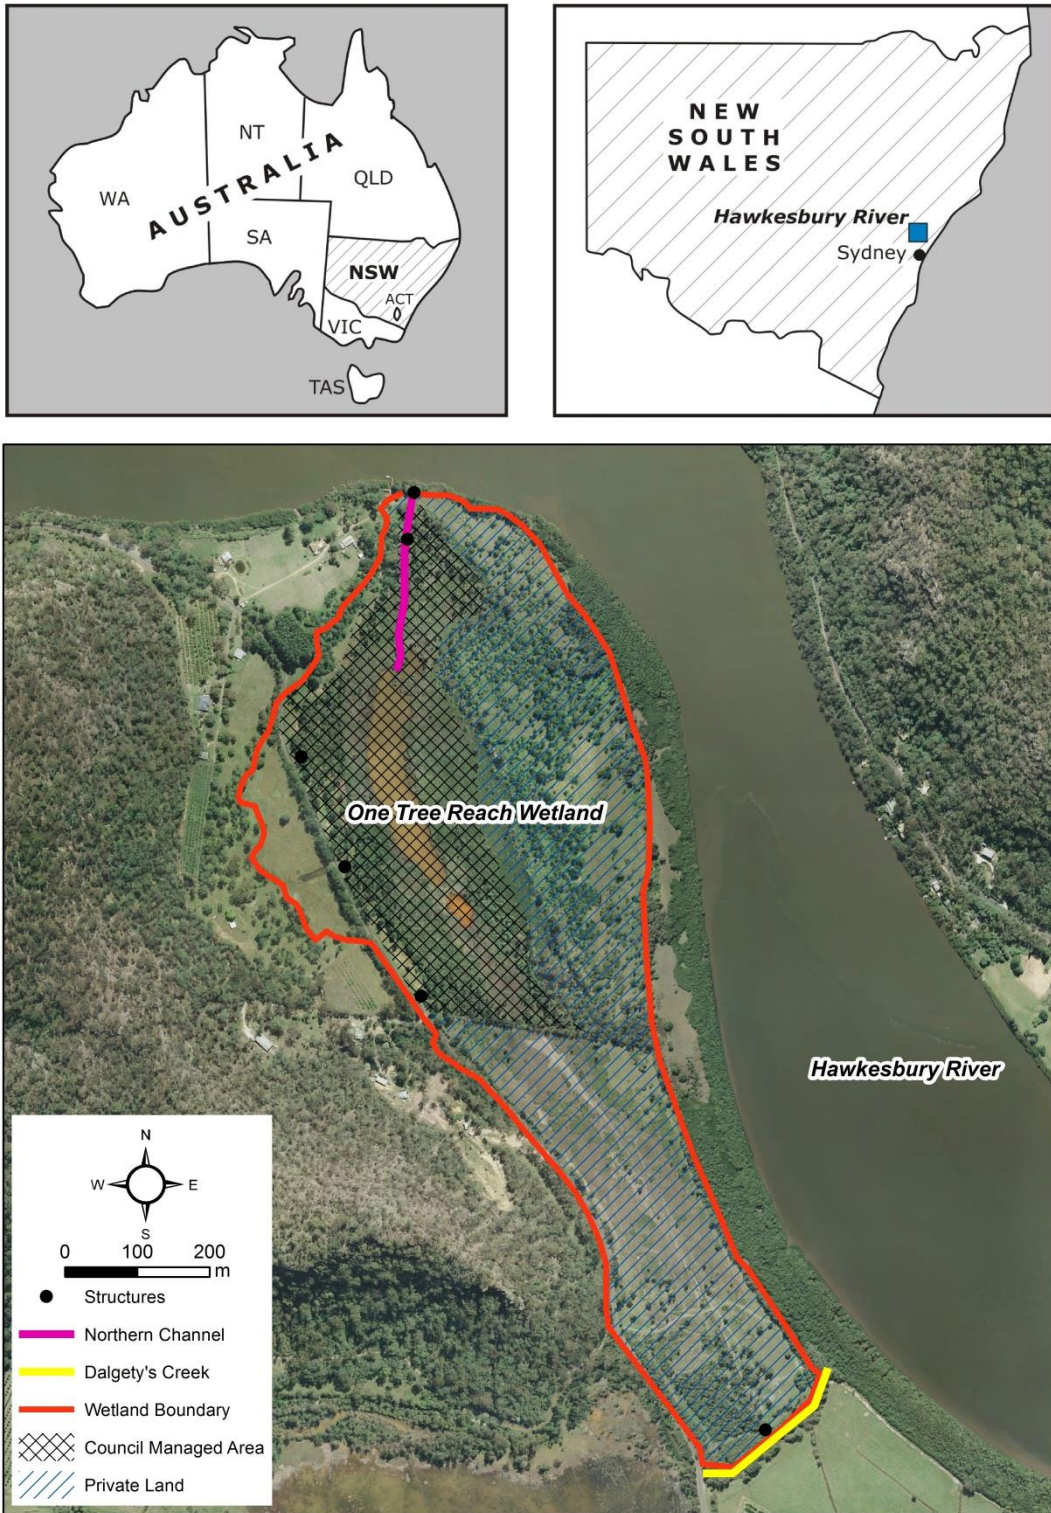 WA
NT
AUSTRALIA
QLD
SA
NSW
ACT
VIC
TAS
NEW
SOUTH
WALES
Hawkesbury River
Sydney
One Tree Reach Wetland
Hawkesbury River
N
W
E
S
0 100 200
m
Structures
Northern Channel
Dalgety's Creek
Wetland Boundary
Council Managed Area
Private Land